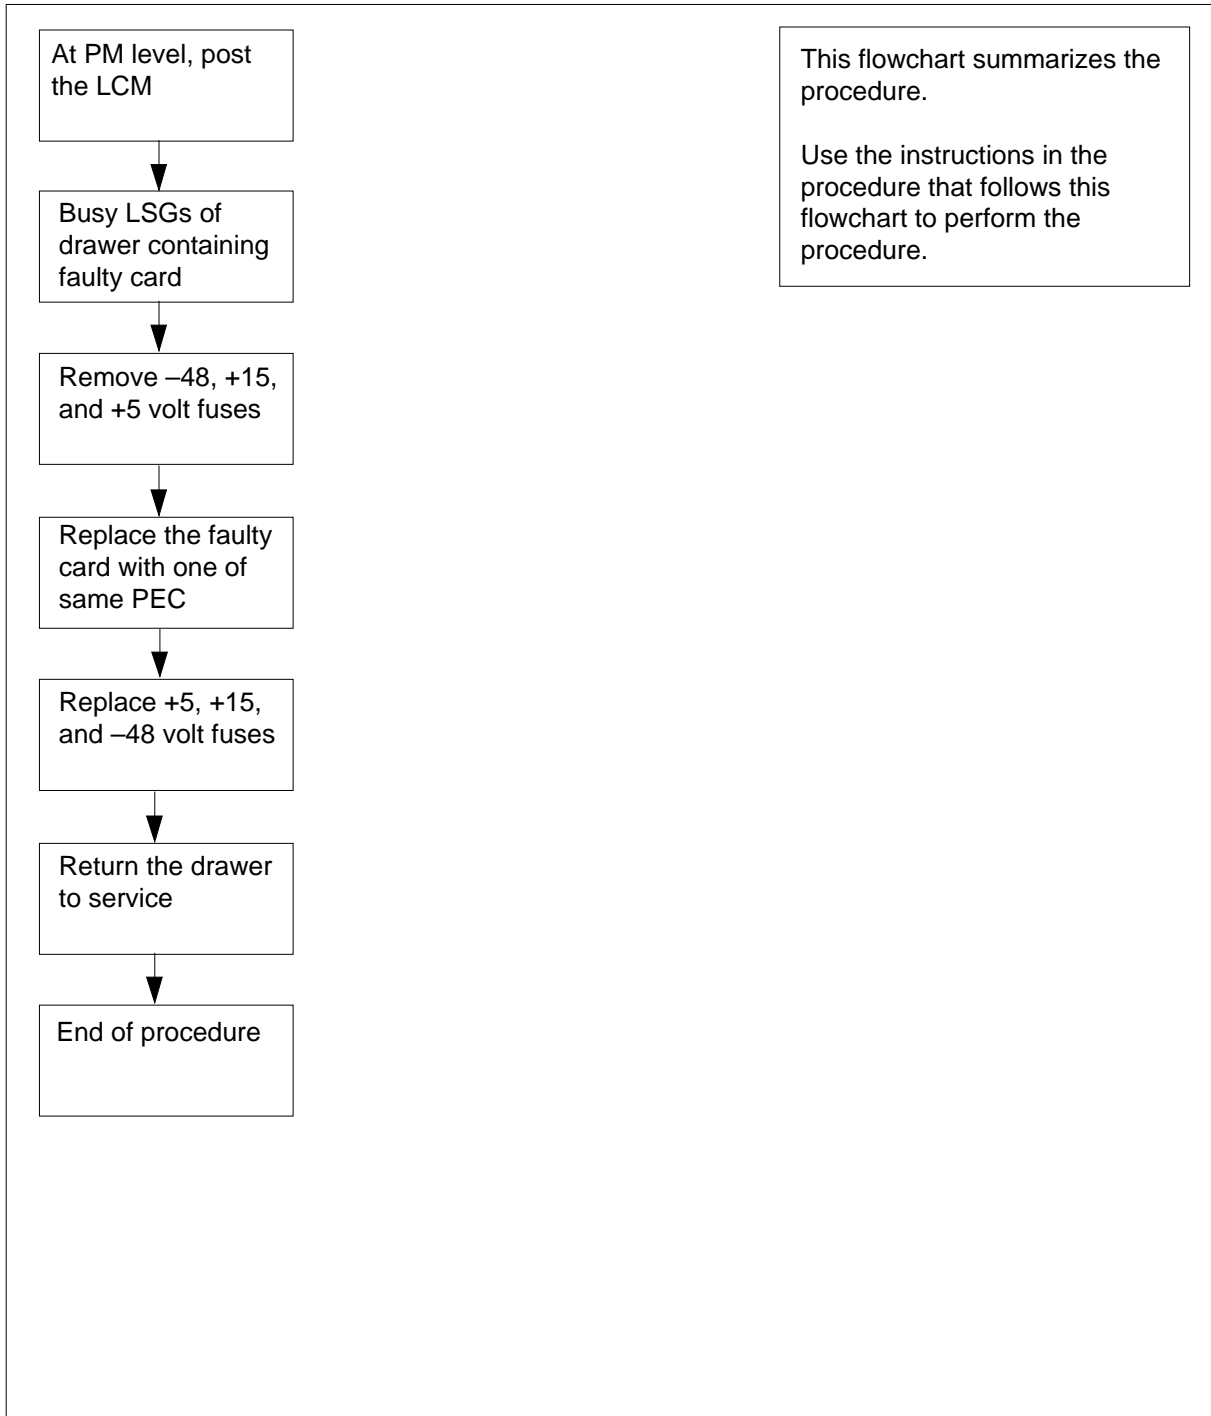 At PM level, post
the LCM
Busy LSGs of
drawer containing
faulty card
Remove –48, +15,
and +5 volt fuses
Replace the faulty
card with one of
same PEC
Replace +5, +15,
and –48 volt fuses
Return the drawer
to service
End of procedure
This flowchart summarizes the
procedure.
Use the instructions in the
procedure that follows this
flowchart to perform the
procedure.